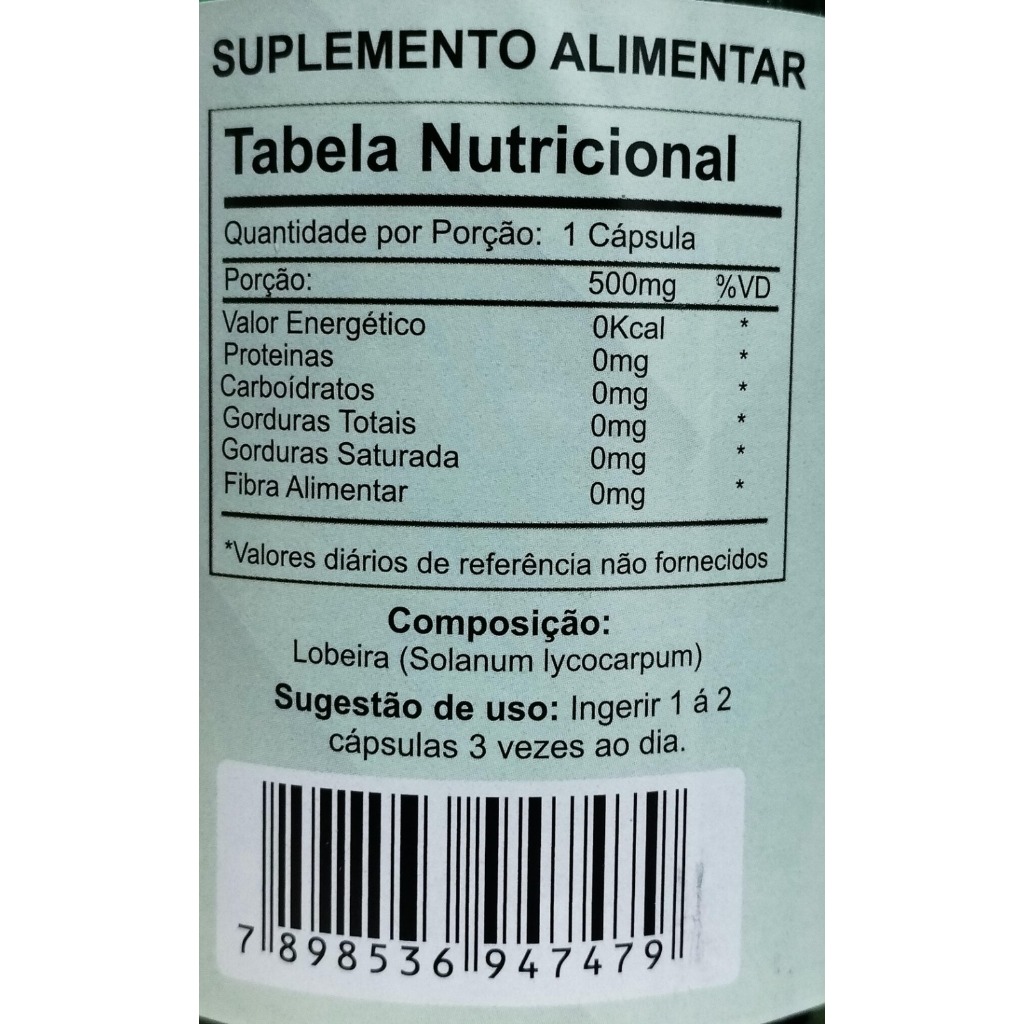 SUPLEMENTO ALIMENTAR
Tabela Nutricional
Quantidade por Porção: 1 Cápsula
Porção: 500mg %VD
Valor Energético 0Kcal *
Proteinas 0mg *
Carboídratos 0mg *
Gorduras Totais 0mg *
Gorduras Saturada 0mg *
Fibra Alimentar 0mg *
*Valores diários de referência não fornecidos
Composição:
Lobeira (Solanum lycocarpum)
Sugestão de uso: Ingerir 1 á 2
cápsulas 3 vezes ao dia.
7 898536 947479